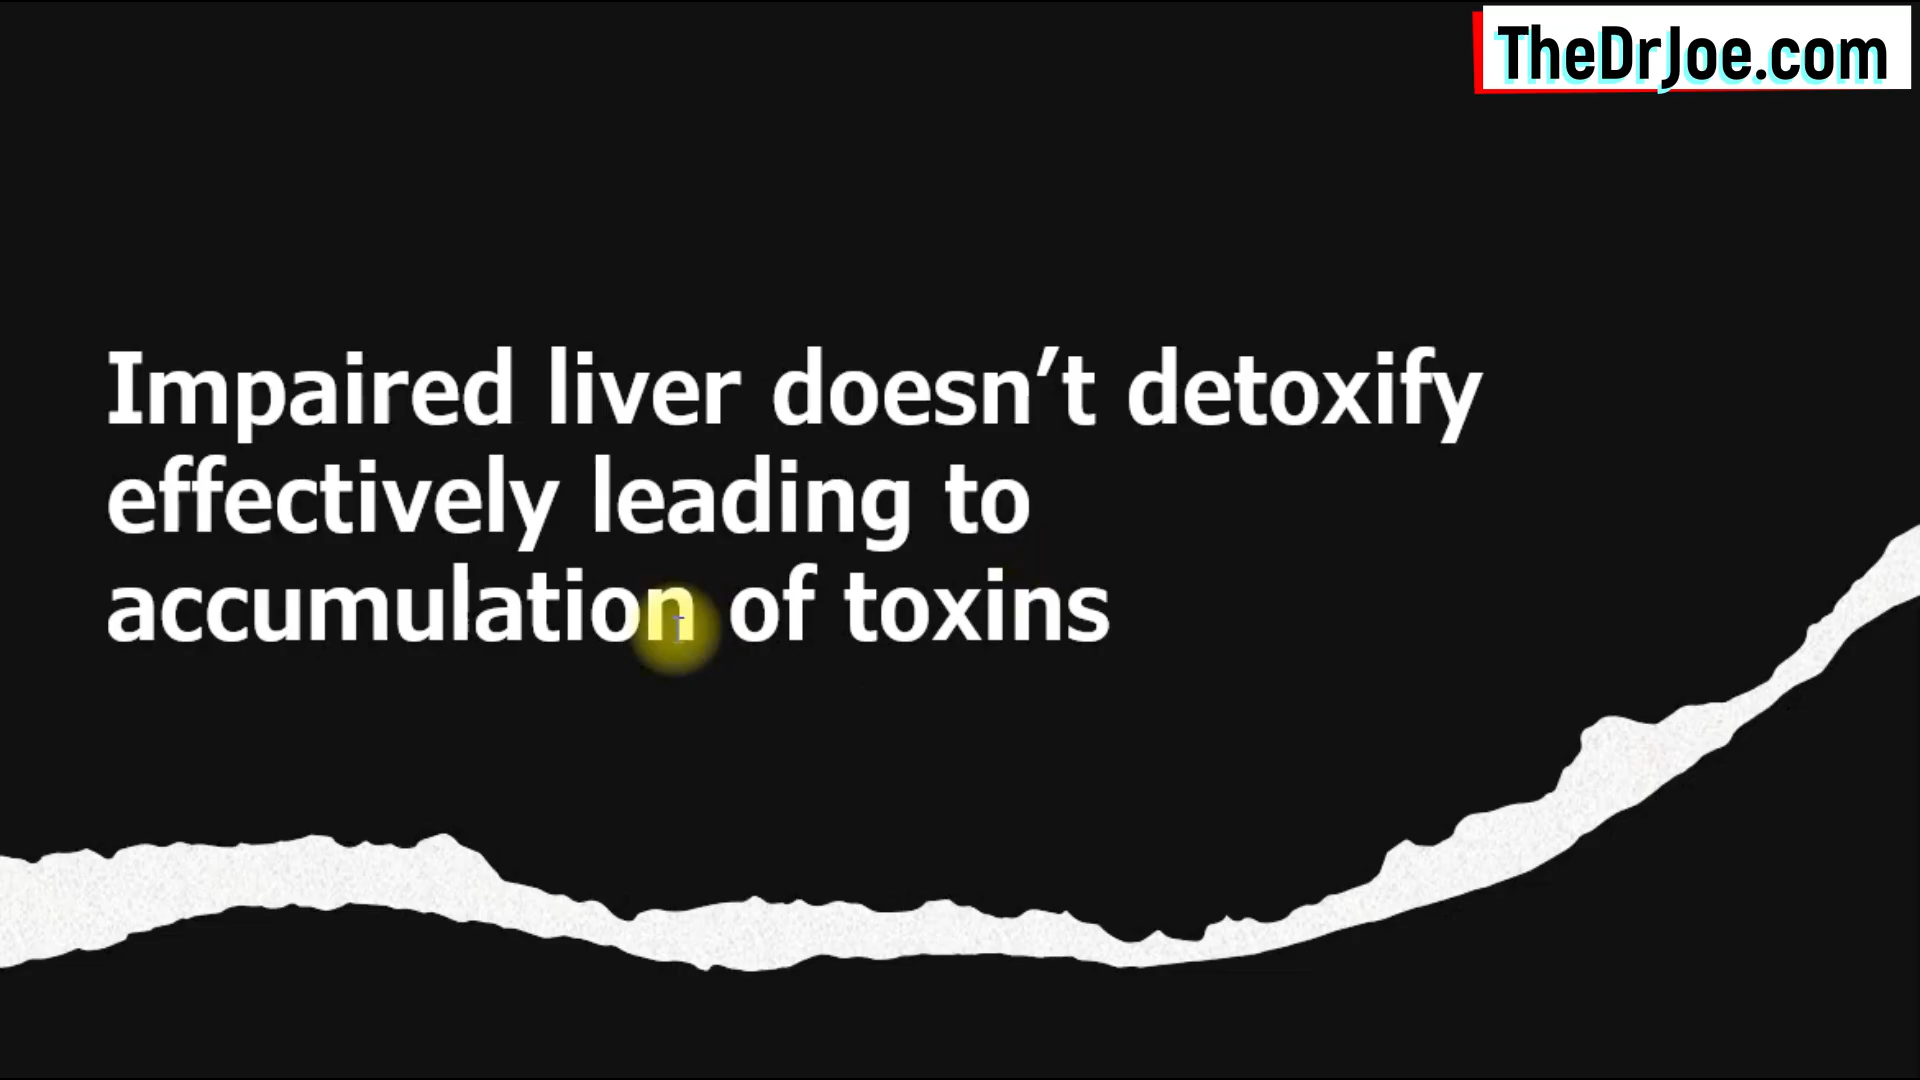 TheDrJoe.com
Impaired liver doesn’t detoxify
effectively leading to
accumulation of toxins